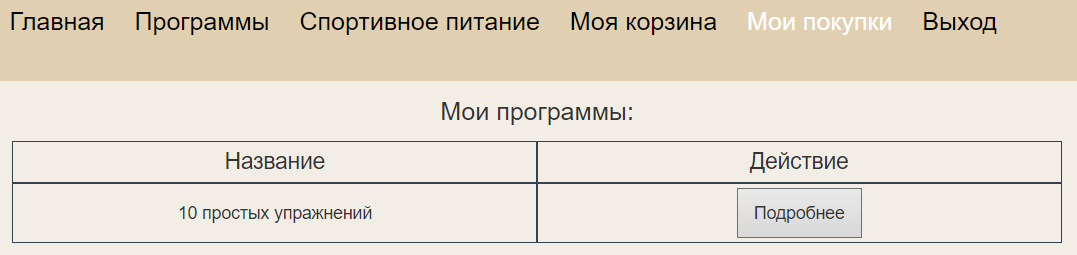 Главная Программы Спортивное питание Моя корзина Мои покупки Выход
Мои программы:
Название Действие
10 простых упражнений Подробнее